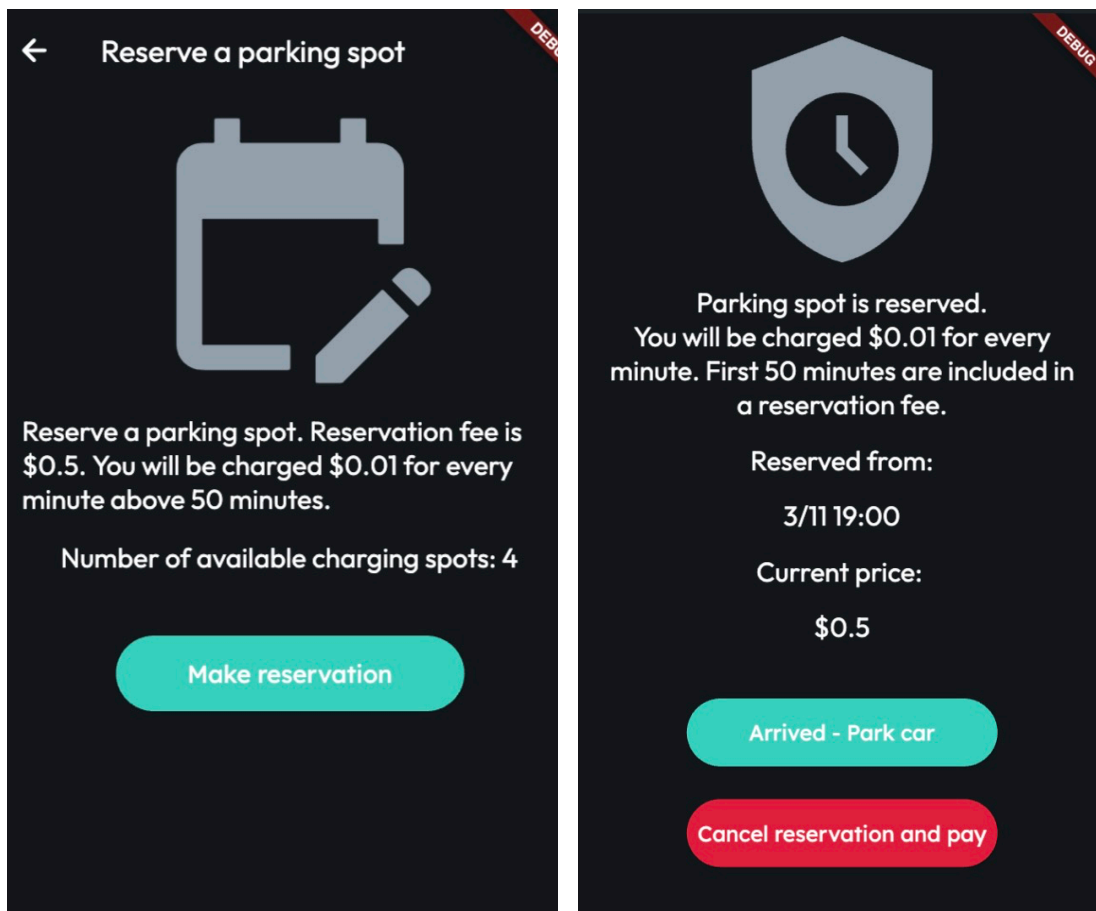 Reserve a parking spot
Reserve a parking spot. Reservation fee is
$0.5. You will be charged $0.01 for every
minute above 50 minutes.
Number of available charging spots: 4
Make reservation
DEBUG
Parking spot is reserved.
You will be charged $0.01 for every
minute. First 50 minutes are included in
a reservation fee.
Reserved from:
3/11 19:00
Current price:
$0.5
Arrived - Park car
Cancel reservation and pay